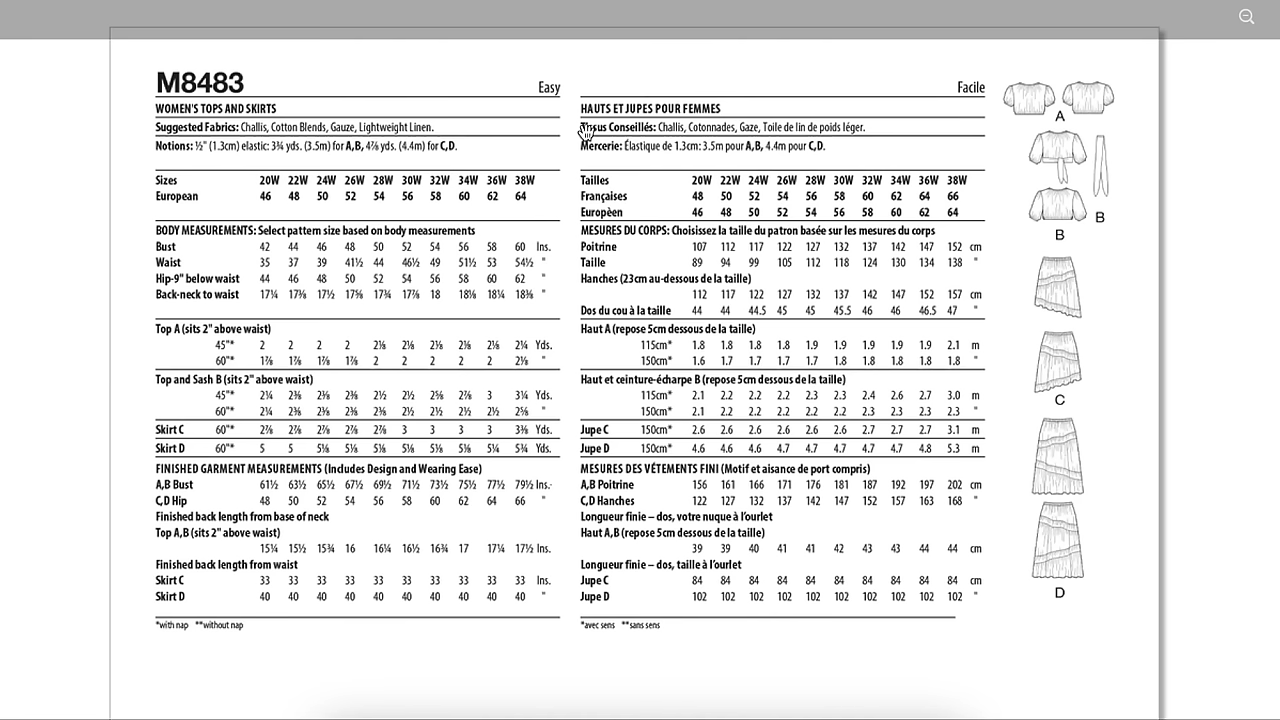 M8483
Easy
WOMEN'S TOPS AND SKIRTS
Suggested Fabrics: Challis, Cotton Blends, Gauze, Lightweight Linen.
Notions: ½" (1.3cm) elastic: 3¾ yds. (3.5m) for A,B, 4⅞ yds. (4.4m) for C,D.
Sizes 20W 22W 24W 26W 28W 30W 32W 34W 36W 38W
European 46 48 50 52 54 56 58 60 62 64
BODY MEASUREMENTS: Select pattern size based on body measurements
Bust 42 44 46 48 50 52 54 56 58 60 Ins.
Waist 35 37 39 41½ 44 46½ 49 51½ 53 54½ "
Hip-9" below waist 44 46 48 50 52 54 56 58 60 62 "
Back-neck to waist 17¼ 17⅜ 17½ 17⅝ 17¾ 17⅞ 18 18⅛ 18¼ 18⅜ "
Top A (sits 2" above waist)
45"* 2 2 2 2 2⅛ 2⅛ 2⅛ 2⅛ 2⅛ 2¼ Yds.
60"* 1⅞ 1⅞ 1⅞ 1⅞ 2 2 2 2 2 2⅛ "
Top and Sash B (sits 2" above waist)
45"* 2¼ 2⅜ 2⅜ 2⅜ 2½ 2½ 2⅝ 2⅞ 3 3¼ Yds.
60"* 2¼ 2⅜ 2⅜ 2⅜ 2⅜ 2½ 2½ 2½ 2½ 2⅝ "
Skirt C 60"* 2⅞ 2⅞ 2⅞ 2⅞ 2⅞ 3 3 3 3 3⅜ Yds.
Skirt D 60"* 5 5 5⅛ 5⅛ 5⅛ 5⅛ 5⅛ 5⅛ 5¼ 5¾ Yds.
FINISHED GARMENT MEASUREMENTS (Includes Design and Wearing Ease)
A,B Bust 61½ 63½ 65½ 67½ 69½ 71½ 73½ 75½ 77½ 79½ Ins.
C,D Hip 48 50 52 54 56 58 60 62 64 66 "
Finished back length from base of neck
Top A,B (sits 2" above waist)
15¼ 15½ 15¾ 16 16¼ 16½ 16¾ 17 17¼ 17½ Ins.
Finished back length from waist
Skirt C 33 33 33 33 33 33 33 33 33 33 Ins.
Skirt D 40 40 40 40 40 40 40 40 40 40 "
*with nap **without nap
Facile
HAUTS ET JUPES POUR FEMMES
Conseillés: Challis, Cotonnades, Gaze, Toile de lin de poids léger.
Mercerie: Élastique de 1.3cm: 3.5m pour A,B, 4.4m pour C,D.
Tailles 20W 22W 24W 26W 28W 30W 32W 34W 36W 38W
Françaises 48 50 52 54 56 58 60 62 64 66
Europèen 46 48 50 52 54 56 58 60 62 64
MESURES DU CORPS: Choisissez la taille du patron basée sur les mesures du corps
Poitrine 107 112 117 122 127 132 137 142 147 152 cm
Taille 89 94 99 105 112 118 124 130 134 138 "
Hanches (23cm au-dessous de la taille)
112 117 122 127 132 137 142 147 152 157 cm
Dos du cou à la taille 44 44 44.5 45 45 45.5 46 46 46.5 47 "
Haut A (repose 5cm dessous de la taille)
115cm* 1.8 1.8 1.8 1.8 1.9 1.9 1.9 1.9 1.9 2.1 m
150cm* 1.6 1.7 1.7 1.7 1.7 1.8 1.8 1.8 1.8 1.8 "
Haut et ceinture-écharpe B (repose 5cm dessous de la taille)
115cm* 2.1 2.2 2.2 2.2 2.3 2.3 2.4 2.6 2.7 3.0 m
150cm* 2.1 2.2 2.2 2.2 2.2 2.2 2.3 2.3 2.3 2.3 "
Jupe C 150cm* 2.6 2.6 2.6 2.6 2.6 2.7 2.7 2.7 2.7 3.1 m
Jupe D 150cm* 4.6 4.6 4.6 4.7 4.7 4.7 4.7 4.7 4.8 5.3 m
MESURES DES VÉTEMENTS FINI (Motif et aisance de port compris)
A,B Poitrine 156 161 166 171 176 181 187 192 197 202 cm
C,D Hanches 122 127 132 137 142 147 152 157 163 168 "
Longueur finie – dos, votre nuque à l'ourlet
Haut A,B (repose 5cm dessous de la taille)
39 39 40 41 41 42 43 43 44 44 cm
Longueur finie – dos, taille à l'ourlet
Jupe C 84 84 84 84 84 84 84 84 84 84 cm
Jupe D 102 102 102 102 102 102 102 102 102 102 "
*avec sens **sans sens
A
B
B
C
D